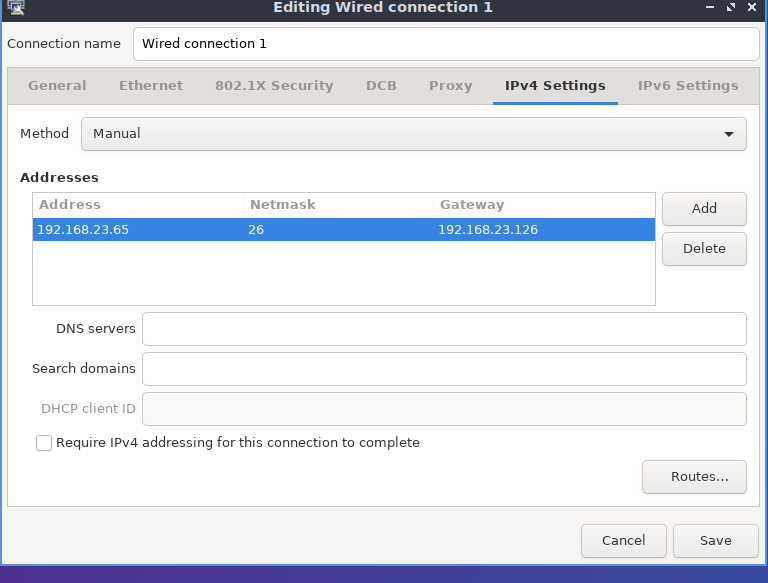 Editing Wired connection 1
Connection name Wired connection 1
General Ethernet 802.1X Security DCB Proxy IPv4 Settings IPv6 Settings
Method Manual
Addresses
Address Netmask Gateway
192.168.23.65 26 192.168.23.126
Add
Delete
DNS servers
Search domains
DHCP client ID
Require IPv4 addressing for this connection to complete
Routes...
Cancel Save